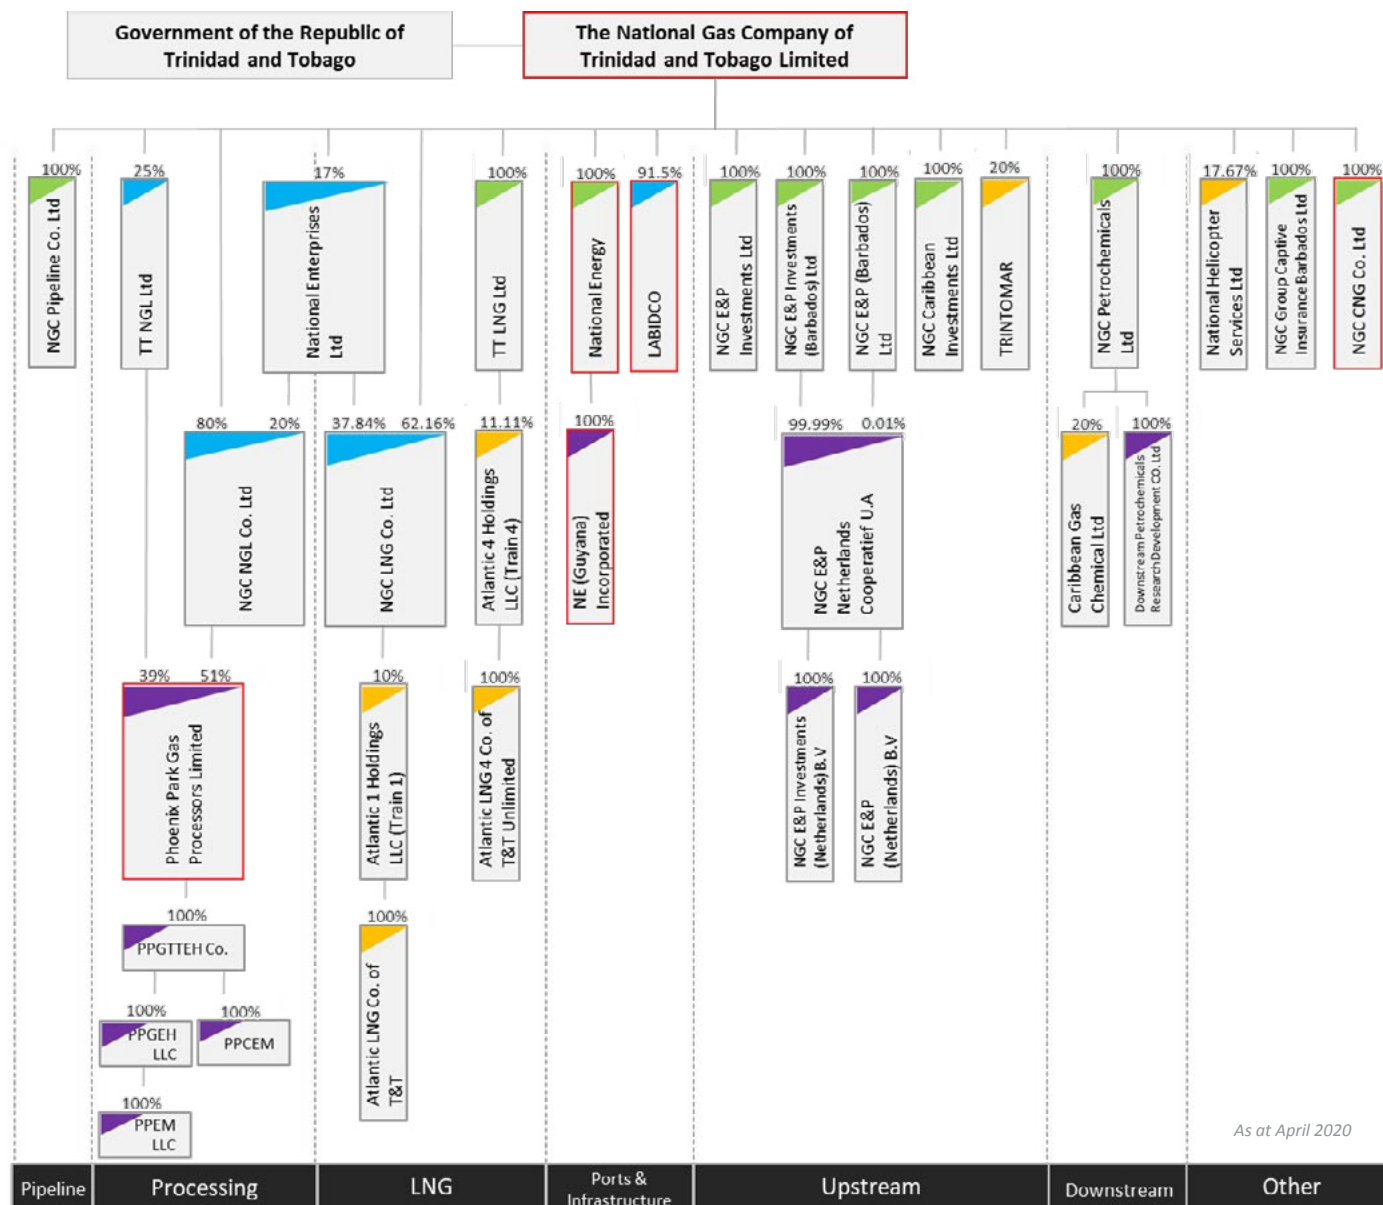 Government of the Republic of
Trinidad and Tobago
The National Gas Company of
Trinidad and Tobago Limited
100%
NGC Pipeline Co. Ltd
25%
TT NGL Ltd
17%
National Enterprises
Ltd
100%
TT LNG Ltd
100%
National Energy
91.5%
LABIDCO
100%
NGC E&P
Investments Ltd
100%
NGC E&P Investments
(Barbados) Ltd
100%
NGC E&P (Barbados)
Ltd
100%
NGC Caribbean
Investments Ltd
20%
TRINTOMAR
100%
NGC Petrochemicals
Ltd
17.67%
National Helicopter
Services Ltd
100%
NGC Group Captive
Insurance Barbados Ltd
100%
NGC CNG Co. Ltd
80% 20%
NGC NGL Co. Ltd
37.84% 62.16%
NGC LNG Co. Ltd
11.11%
Atlantic 4 Holdings
LLC (Train 4)
100%
NE (Guyana)
Incorporated
99.99% 0.01%
NGC E&P
Netherlands
Cooperatief U.A
20%
Caribbean Gas
Chemical Ltd
100%
Downstream Petrochemicals
Research Development CO. Ltd
39% 51%
Phoenix Park Gas
Processors Limited
10%
Atlantic 1 Holdings
LLC (Train 1)
100%
Atlantic LNG 4 Co. of
T&T Unlimited
100%
NGC E&P Investments
(Netherlands) B.V
100%
NGC E&P
(Netherlands) B.V
100%
PPGTTEH Co.
100%
Atlantic LNG Co. of
T&T
100%
PPGEH
LLC
100%
PPCEM
100%
PPEM
LLC
As at April 2020
Pipeline
Processing
LNG
Ports &
Infrastructure
Upstream
Downstream
Other